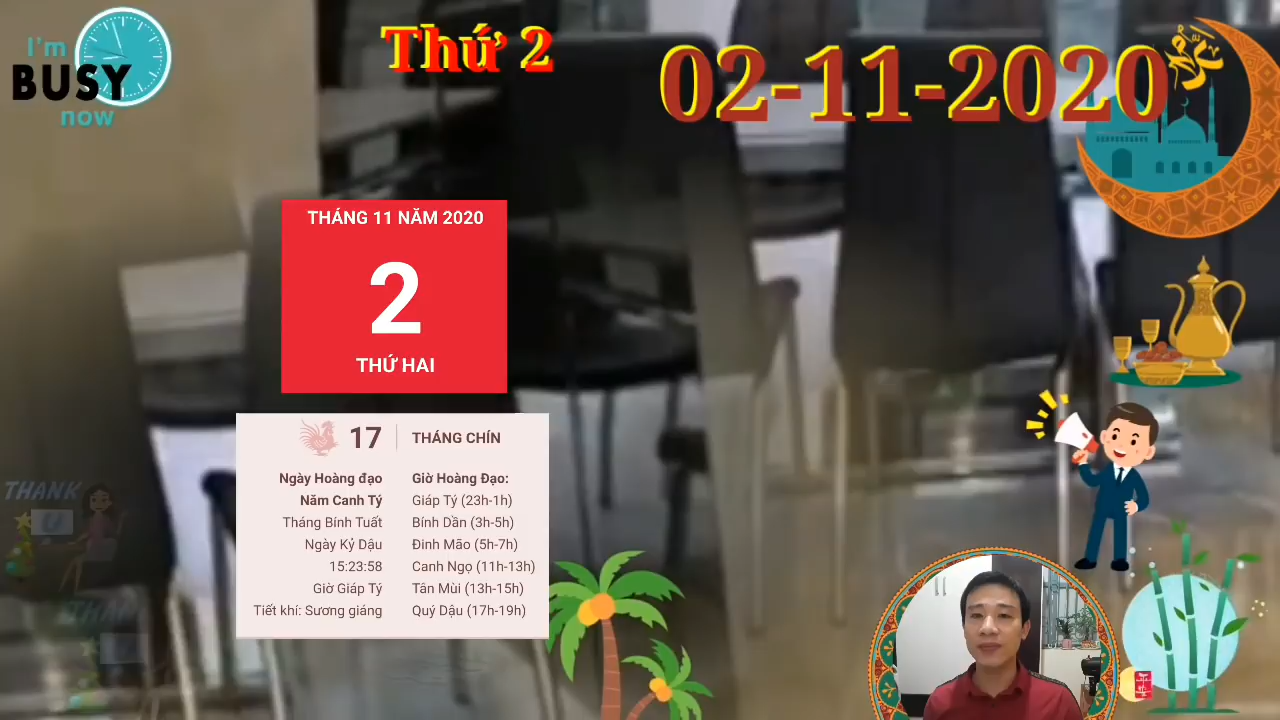 I'm
BUSY
now
Thứ 2
02-11-2020
THÁNG 11 NĂM 2020
2
THỨ HAI
17
THÁNG CHÍN
Ngày Hoàng đạo
Năm Canh Tý
Tháng Bính Tuất
Ngày Kỷ Dậu
15:23:58
Giờ Giáp Tý
Tiết khí: Sương giáng
Giờ Hoàng Đạo:
Giáp Tý (23h-1h)
Bính Dần (3h-5h)
Đinh Mão (5h-7h)
Canh Ngọ (11h-13h)
Tân Mùi (13h-15h)
Quý Dậu (17h-19h)
THANK
U